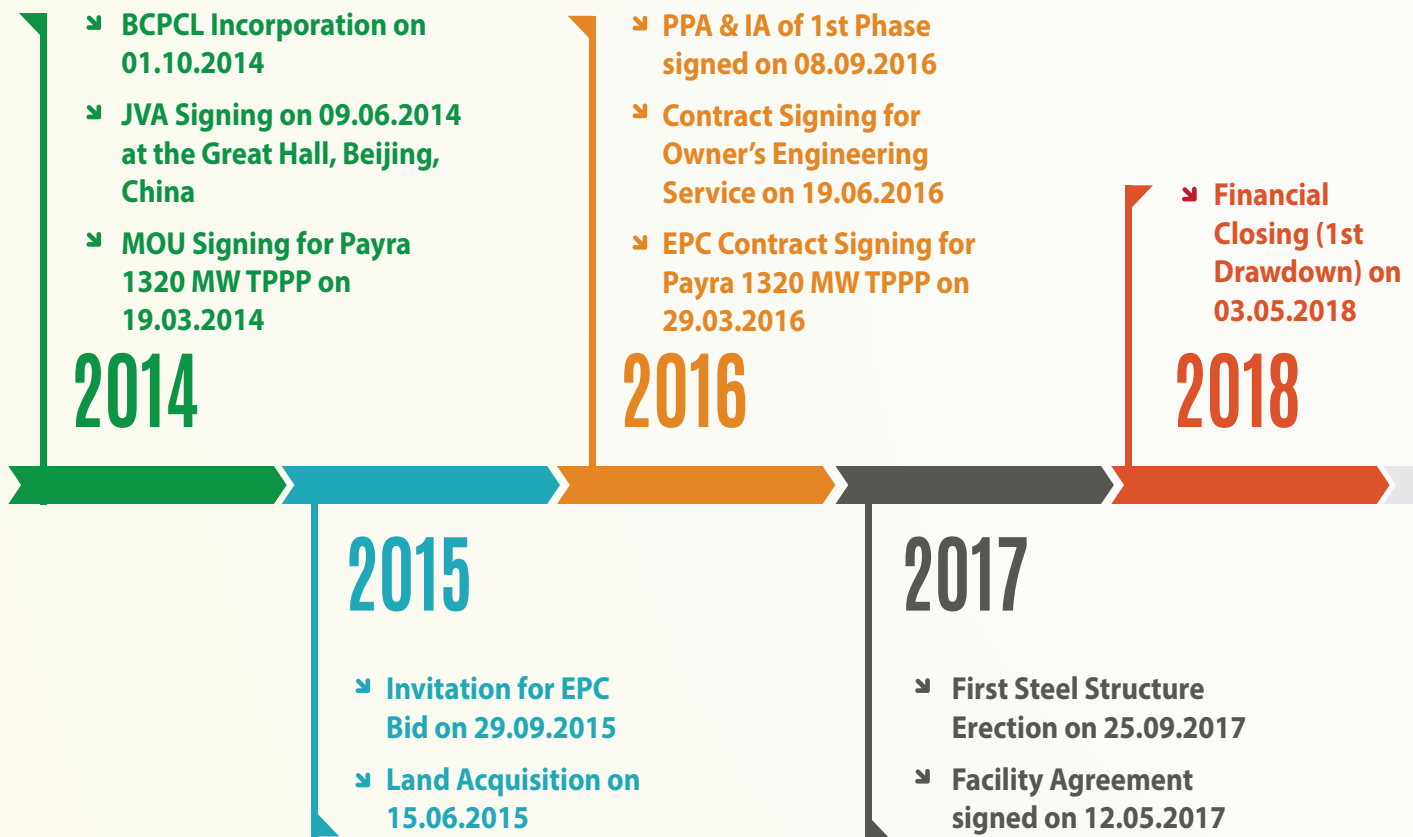 BCPCL Incorporation on
01.10.2014
JVA Signing on 09.06.2014
at the Great Hall, Beijing,
China
MOU Signing for Payra
1320 MW TPPP on
19.03.2014
2014
PPA & IA of 1st Phase
signed on 08.09.2016
Contract Signing for
Owner's Engineering
Service on 19.06.2016
EPC Contract Signing for
Payra 1320 MW TPPP on
29.03.2016
2016
Financial
Closing (1st
Drawdown) on
03.05.2018
2018
2015
Invitation for EPC
Bid on 29.09.2015
Land Acquisition on
15.06.2015
2017
First Steel Structure
Erection on 25.09.2017
Facility Agreement
signed on 12.05.2017